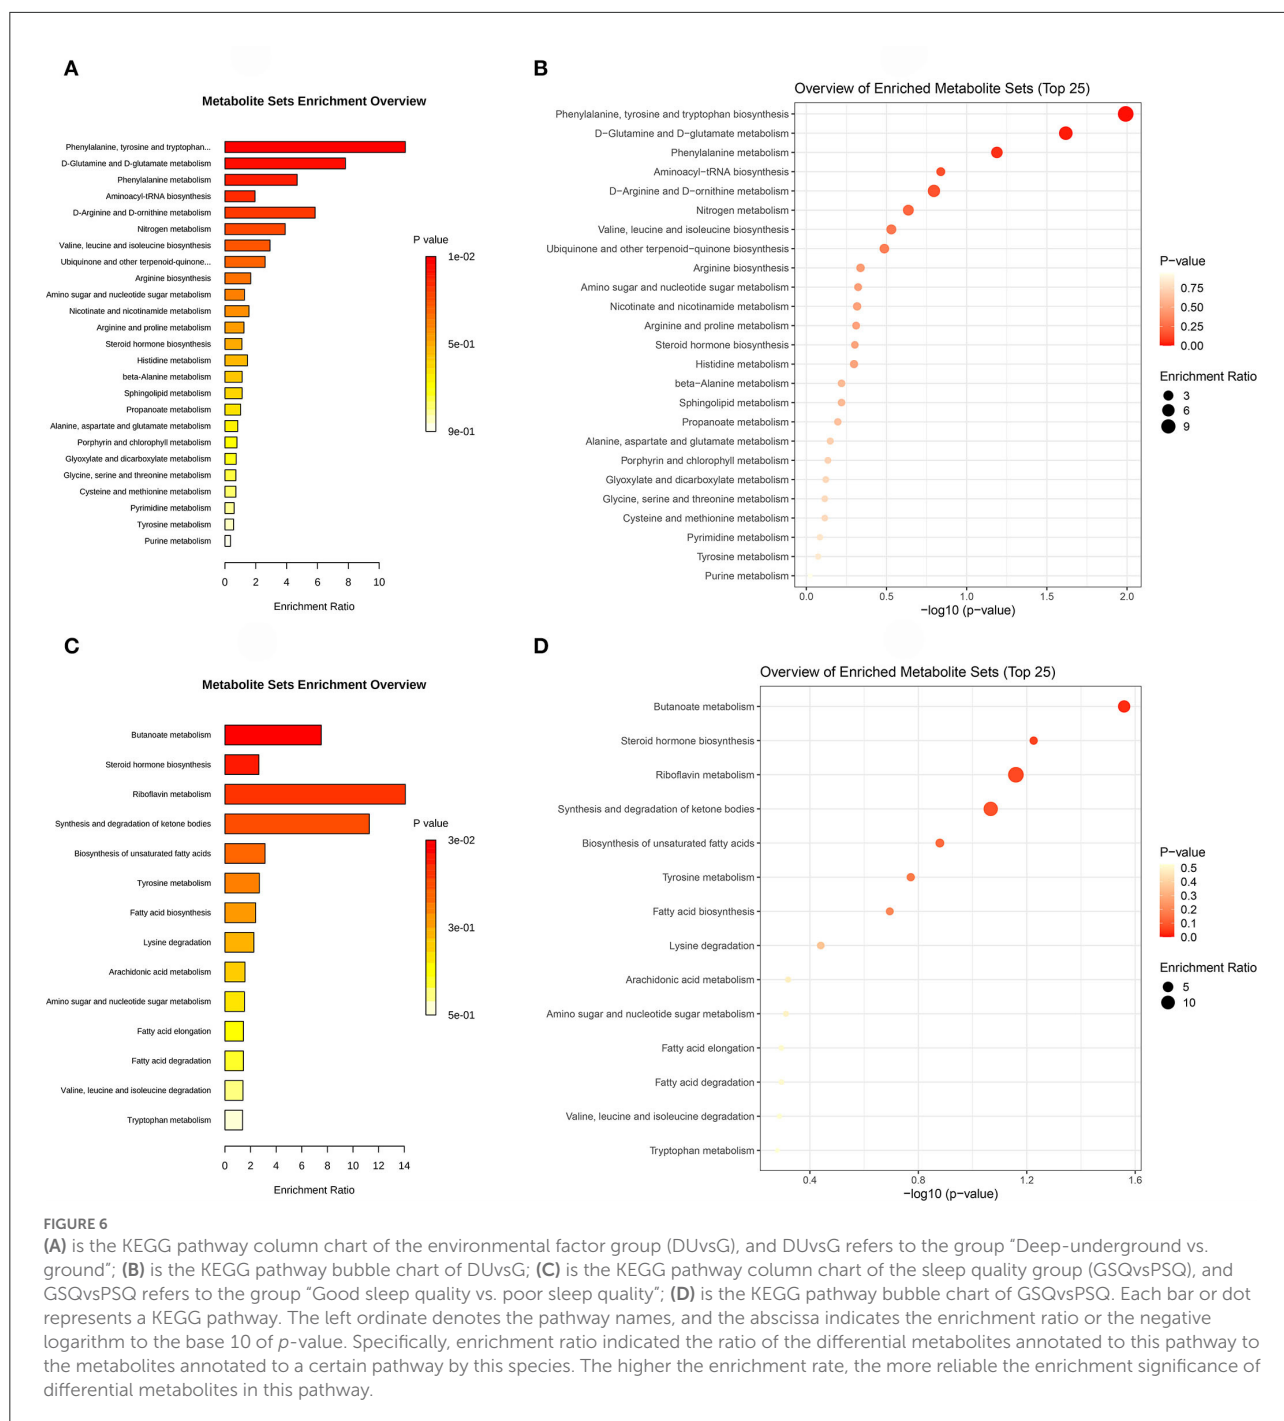 A
Metabolite Sets Enrichment Overview
Phenylalanine, tyrosine and tryptophan...
D-Glutamine and D-glutamate metabolism
Phenylalanine metabolism
Aminoacyl-tRNA biosynthesis
D-Arginine and D-ornithine metabolism
Nitrogen metabolism
Valine, leucine and isoleucine biosynthesis
Ubiquinone and other terpenoid-quinone...
Arginine biosynthesis
Amino sugar and nucleotide sugar metabolism
Nicotinate and nicotinamide metabolism
Arginine and proline metabolism
Steroid hormone biosynthesis
Histidine metabolism
beta-Alanine metabolism
Sphingolipid metabolism
Propanoate metabolism
Alanine, aspartate and glutamate metabolism
Porphyrin and chlorophyll metabolism
Glyoxylate and dicarboxylate metabolism
Glycine, serine and threonine metabolism
Cysteine and methionine metabolism
Pyrimidine metabolism
Tyrosine metabolism
Purine metabolism
0 2 4 6 8 10
Enrichment Ratio
P value
1e-02
5e-01
9e-01
B
Overview of Enriched Metabolite Sets (Top 25)
Phenylalanine, tyrosine and tryptophan biosynthesis
D−Glutamine and D−glutamate metabolism
Phenylalanine metabolism
Aminoacyl−tRNA biosynthesis
D−Arginine and D−ornithine metabolism
Nitrogen metabolism
Valine, leucine and isoleucine biosynthesis
Ubiquinone and other terpenoid−quinone biosynthesis
Arginine biosynthesis
Amino sugar and nucleotide sugar metabolism
Nicotinate and nicotinamide metabolism
Arginine and proline metabolism
Steroid hormone biosynthesis
Histidine metabolism
beta−Alanine metabolism
Sphingolipid metabolism
Propanoate metabolism
Alanine, aspartate and glutamate metabolism
Porphyrin and chlorophyll metabolism
Glyoxylate and dicarboxylate metabolism
Glycine, serine and threonine metabolism
Cysteine and methionine metabolism
Pyrimidine metabolism
Tyrosine metabolism
Purine metabolism
0.0 0.5 1.0 1.5 2.0
−log10 (p−value)
P−value
0.75
0.50
0.25
0.00
Enrichment Ratio
3
6
9
C
Metabolite Sets Enrichment Overview
Butanoate metabolism
Steroid hormone biosynthesis
Riboflavin metabolism
Synthesis and degradation of ketone bodies
Biosynthesis of unsaturated fatty acids
Tyrosine metabolism
Fatty acid biosynthesis
Lysine degradation
Arachidonic acid metabolism
Amino sugar and nucleotide sugar metabolism
Fatty acid elongation
Fatty acid degradation
Valine, leucine and isoleucine degradation
Tryptophan metabolism
0 2 4 6 8 10 12 14
Enrichment Ratio
P value
3e-02
3e-01
5e-01
D
Overview of Enriched Metabolite Sets (Top 25)
Butanoate metabolism
Steroid hormone biosynthesis
Riboflavin metabolism
Synthesis and degradation of ketone bodies
Biosynthesis of unsaturated fatty acids
Tyrosine metabolism
Fatty acid biosynthesis
Lysine degradation
Arachidonic acid metabolism
Amino sugar and nucleotide sugar metabolism
Fatty acid elongation
Fatty acid degradation
Valine, leucine and isoleucine degradation
Tryptophan metabolism
0.4 0.8 1.2 1.6
−log10 (p−value)
P−value
0.5
0.4
0.3
0.2
0.1
0.0
Enrichment Ratio
5
10
FIGURE 6
(A) is the KEGG pathway column chart of the environmental factor group (DUvsG), and DUvsG refers to the group "Deep-underground vs.
ground"; (B) is the KEGG pathway bubble chart of DUvsG; (C) is the KEGG pathway column chart of the sleep quality group (GSQvsPSQ), and
GSQvsPSQ refers to the group "Good sleep quality vs. poor sleep quality"; (D) is the KEGG pathway bubble chart of GSQvsPSQ. Each bar or dot
represents a KEGG pathway. The left ordinate denotes the pathway names, and the abscissa indicates the enrichment ratio or the negative
logarithm to the base 10 of p-value. Specifically, enrichment ratio indicated the ratio of the differential metabolites annotated to this pathway to
the metabolites annotated to a certain pathway by this species. The higher the enrichment rate, the more reliable the enrichment significance of
differential metabolites in this pathway.